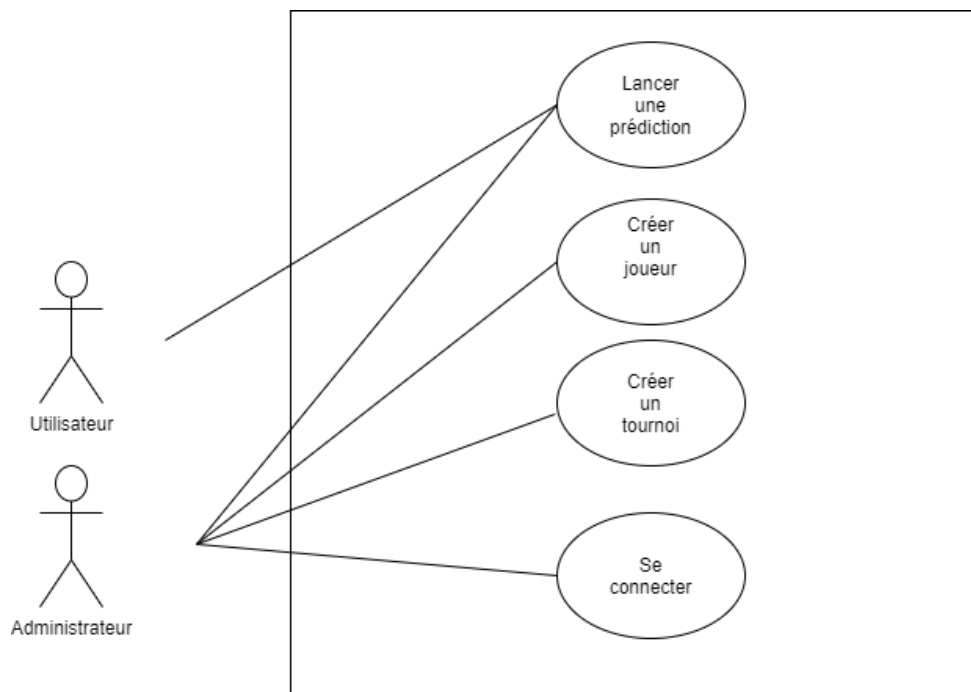 Lancer
une
prédiction
Créer
un
joueur
Utilisateur
Créer
un
tournoi
Se
connecter
Administrateur